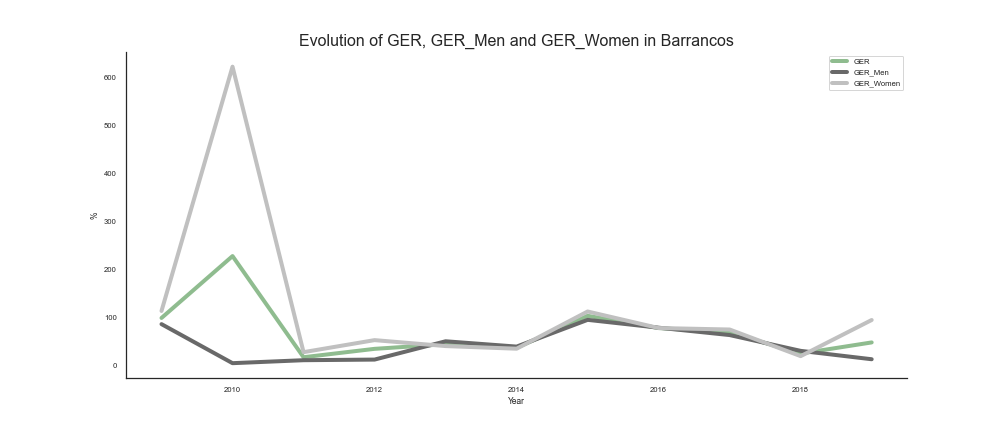 Evolution of GER, GER_Men and GER_Women in Barrancos
GER
GER_Men
GER_Women
600
500
400
300
200
100
0
%
2010
2012
2014
2016
2018
Year